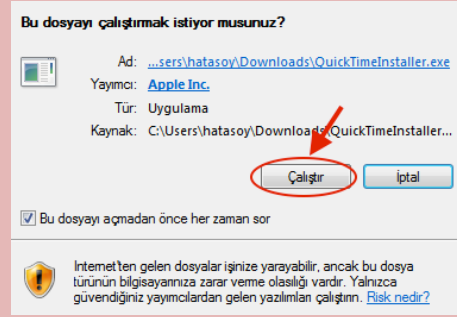 Bu dosyayı çalıştırmak istiyor musunuz?
Ad: ...sers\hatasoy\Downloads\QuickTimeInstaller.exe
Yayımcı: Apple Inc.
Tür: Uygulama
Kaynak: C:\Users\hatasoy\Downloads\QuickTimeInstaller...
Çalıştır İptal
Bu dosyayı açmadan önce her zaman sor
Internet'ten gelen dosyalar işinize yarayabilir, ancak bu dosya
türünün bilgisayarınıza zarar verme olasılığı vardır. Yalnızca
güvendiğiniz yayımcılardan gelen yazılımları çalıştırın. Risk nedir?